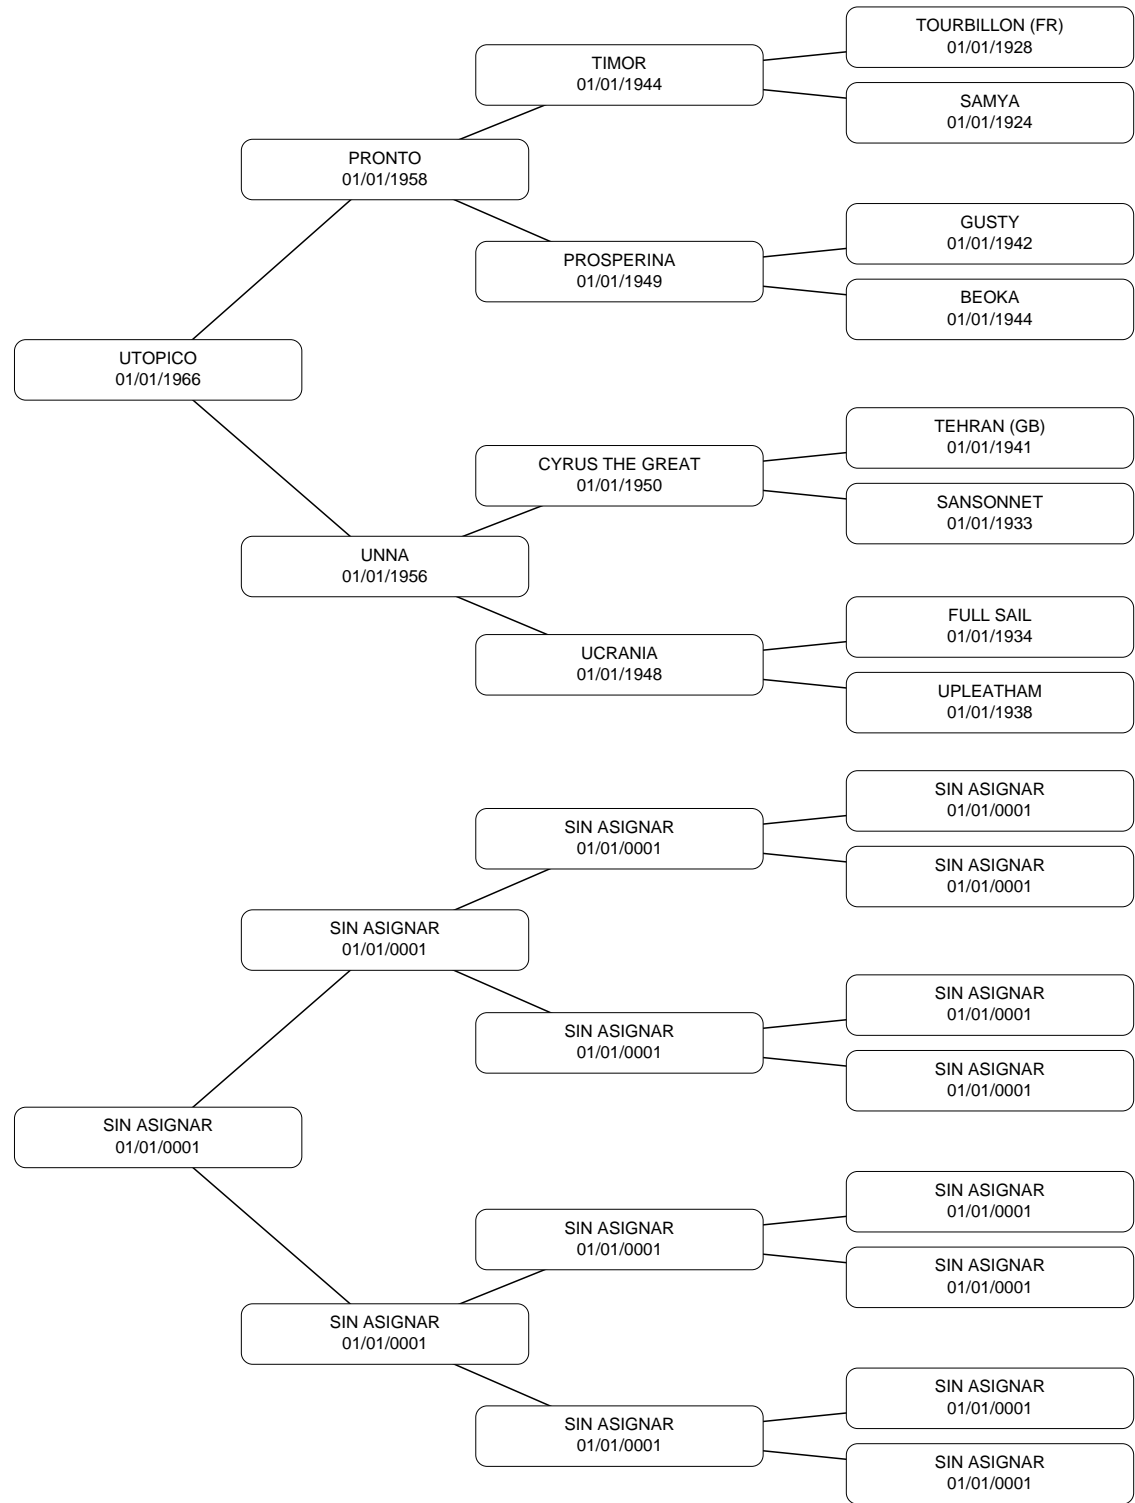 TOURBILLON (FR)
01/01/1928
TIMOR
01/01/1944
SAMYA
01/01/1924
PRONTO
01/01/1958
GUSTY
01/01/1942
PROSPERINA
01/01/1949
BEOKA
01/01/1944
UTOPICO
01/01/1966
TEHRAN (GB)
01/01/1941
CYRUS THE GREAT
01/01/1950
SANSONNET
01/01/1933
UNNA
01/01/1956
FULL SAIL
01/01/1934
UCRANIA
01/01/1948
UPLEATHAM
01/01/1938
SIN ASIGNAR
01/01/0001
SIN ASIGNAR
01/01/0001
SIN ASIGNAR
01/01/0001
SIN ASIGNAR
01/01/0001
SIN ASIGNAR
01/01/0001
SIN ASIGNAR
01/01/0001
SIN ASIGNAR
01/01/0001
SIN ASIGNAR
01/01/0001
SIN ASIGNAR
01/01/0001
SIN ASIGNAR
01/01/0001
SIN ASIGNAR
01/01/0001
SIN ASIGNAR
01/01/0001
SIN ASIGNAR
01/01/0001
SIN ASIGNAR
01/01/0001
SIN ASIGNAR
01/01/0001